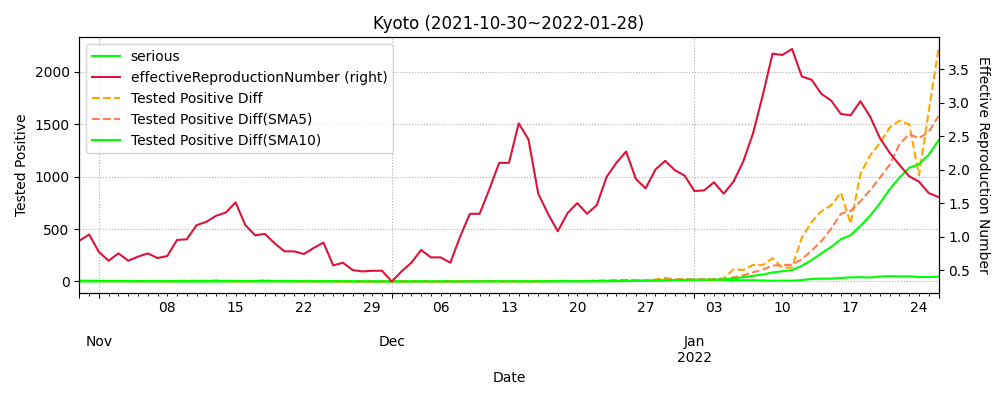 Kyoto (2021-10-30~2022-01-28)
serious
effectiveReproductionNumber (right)
Tested Positive Diff
Tested Positive Diff(SMA5)
Tested Positive Diff(SMA10)
Tested Positive
2000
1500
1000
500
0
Effective Reproduction Number
3.5
3.0
2.5
2.0
1.5
1.0
0.5
08 15 22 29 06 13 20 27 03 10 17 24
Nov Dec Jan
2022
Date